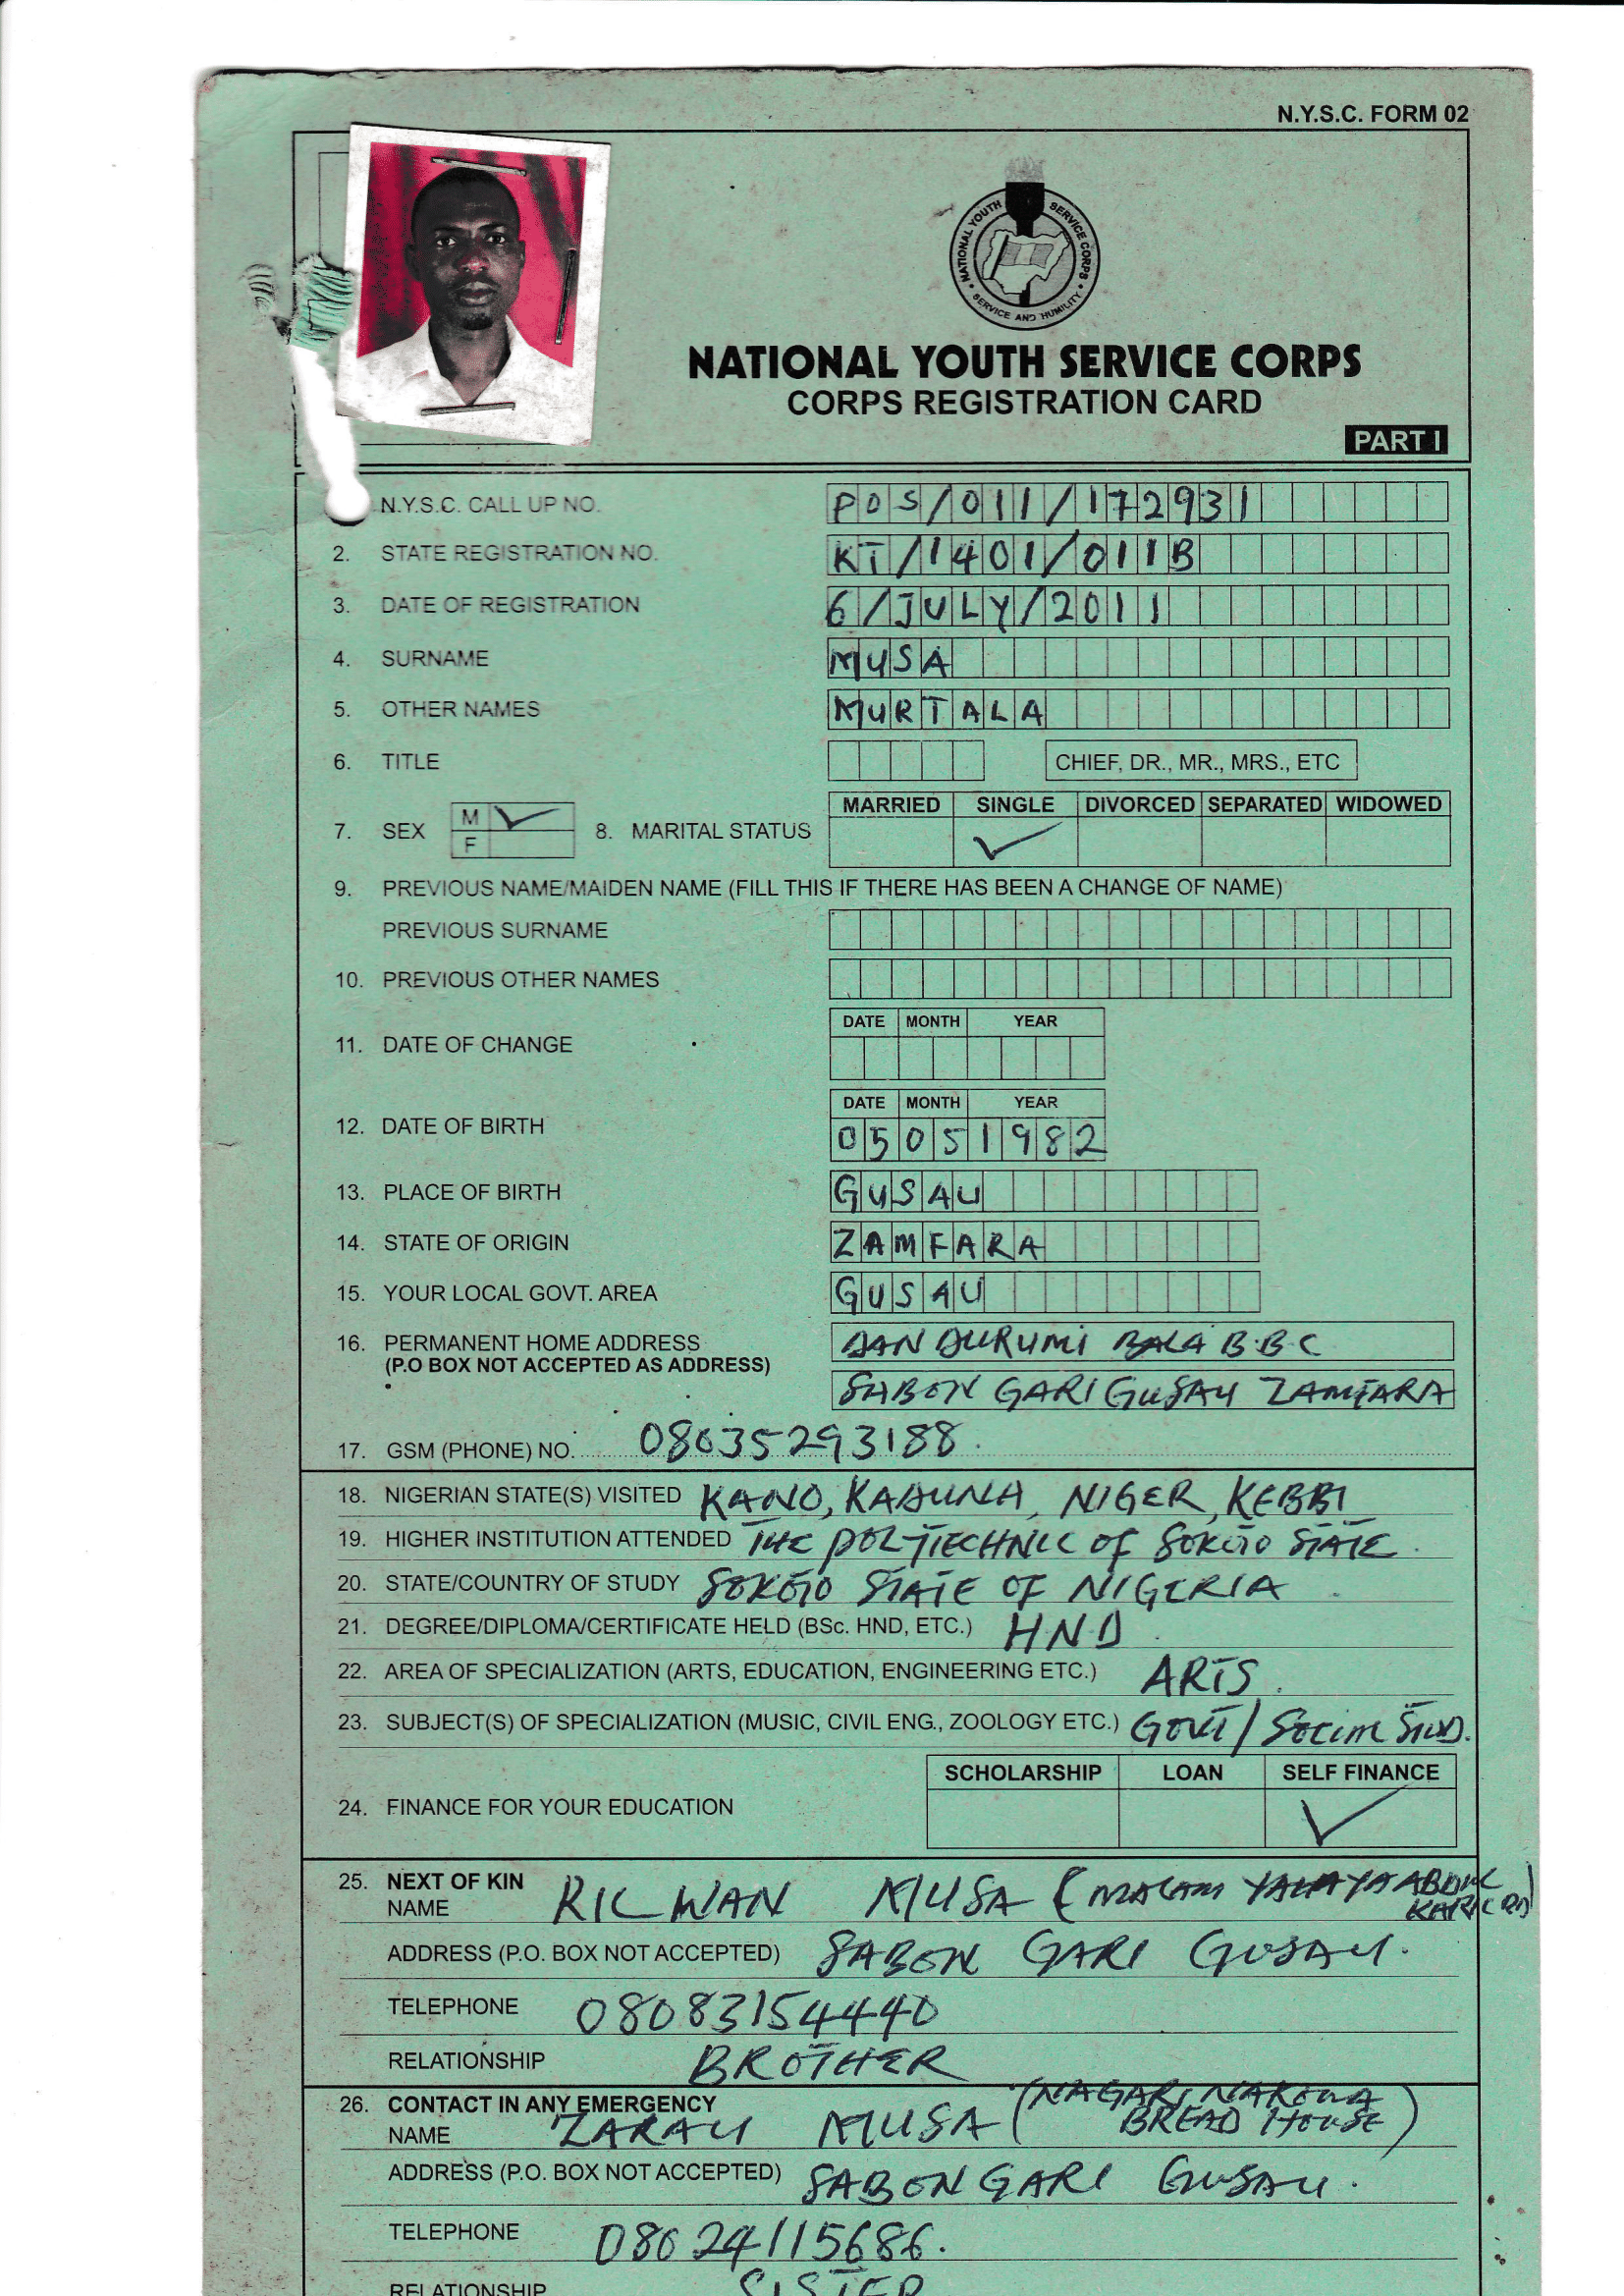 N.Y.S.C. FORM 02
NATIONAL YOUTH SERVICE CORPS
SERVICE AND HUMILITY
NATIONAL YOUTH SERVICE CORPS
CORPS REGISTRATION CARD
PART I
N.Y.S.C. CALL UP NO. POS/011/172931
2. STATE REGISTRATION NO. KT/1401/011B
3. DATE OF REGISTRATION 6/JULY/2011
4. SURNAME MUSA
5. OTHER NAMES MURTALA
6. TITLE CHIEF, DR., MR., MRS., ETC
MARRIED SINGLE DIVORCED SEPARATED WIDOWED
7. SEX M F 8. MARITAL STATUS
9. PREVIOUS NAME/MAIDEN NAME (FILL THIS IF THERE HAS BEEN A CHANGE OF NAME)
PREVIOUS SURNAME
10. PREVIOUS OTHER NAMES
DATE MONTH YEAR
11. DATE OF CHANGE
DATE MONTH YEAR
12. DATE OF BIRTH 05051982
13. PLACE OF BIRTH GUSAU
14. STATE OF ORIGIN ZAMFARA
15. YOUR LOCAL GOVT. AREA GUSAU
16. PERMANENT HOME ADDRESS DAN DURUMI BALA B.B.C
(P.O BOX NOT ACCEPTED AS ADDRESS) SABON GARI GUSAU ZAMFARA
17. GSM (PHONE) NO. 08035293188.
18. NIGERIAN STATE(S) VISITED KANO, KADUNA, NIGER, KEBBI
19. HIGHER INSTITUTION ATTENDED THE POLYTECHNIC OF SOKOTO STATE.
20. STATE/COUNTRY OF STUDY SOKOTO STATE OF NIGERIA
21. DEGREE/DIPLOMA/CERTIFICATE HELD (BSc. HND, ETC.) HND
22. AREA OF SPECIALIZATION (ARTS, EDUCATION, ENGINEERING ETC.) ARTS.
23. SUBJECT(S) OF SPECIALIZATION (MUSIC, CIVIL ENG., ZOOLOGY ETC.) GOVT/SOCIAL STUD.
SCHOLARSHIP LOAN SELF FINANCE
24. FINANCE FOR YOUR EDUCATION
25. NEXT OF KIN
NAME RILWAN MUSA (MALAM YAHAYA ABDUL
ADDRESS (P.O. BOX NOT ACCEPTED) SABON GARI GUSAU.
TELEPHONE 08083154440
RELATIONSHIP BROTHER
26. CONTACT IN ANY EMERGENCY (NAGARI NAKOWA
NAME ZARAU MUSA BREAD HOUSE)
ADDRESS (P.O. BOX NOT ACCEPTED) SABON GARI GUSAU.
TELEPHONE 08024115686.
RELATIONSHIP SISTER